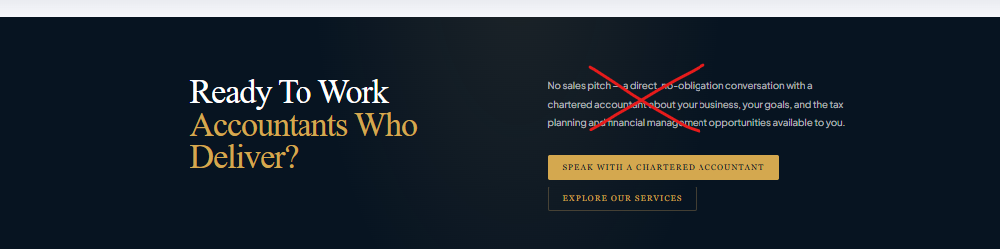 Ready To Work
Accountants Who
Deliver?
No sales pitch – a direct, no-obligation conversation with a
chartered accountant about your business, your goals, and the tax
planning and financial management opportunities available to you.
SPEAK WITH A CHARTERED ACCOUNTANT
EXPLORE OUR SERVICES